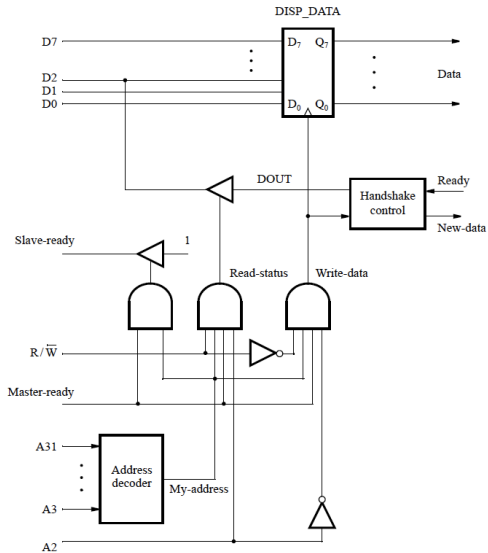 DISP_DATA
D7
D2
D1
D0
D7 Q7
D0 Q0
Data
DOUT
Handshake
control
Ready
New-data
Slave-ready
1
Read-status
Write-data
R/W̅
Master-ready
A31
A3
Address
decoder
My-address
A2